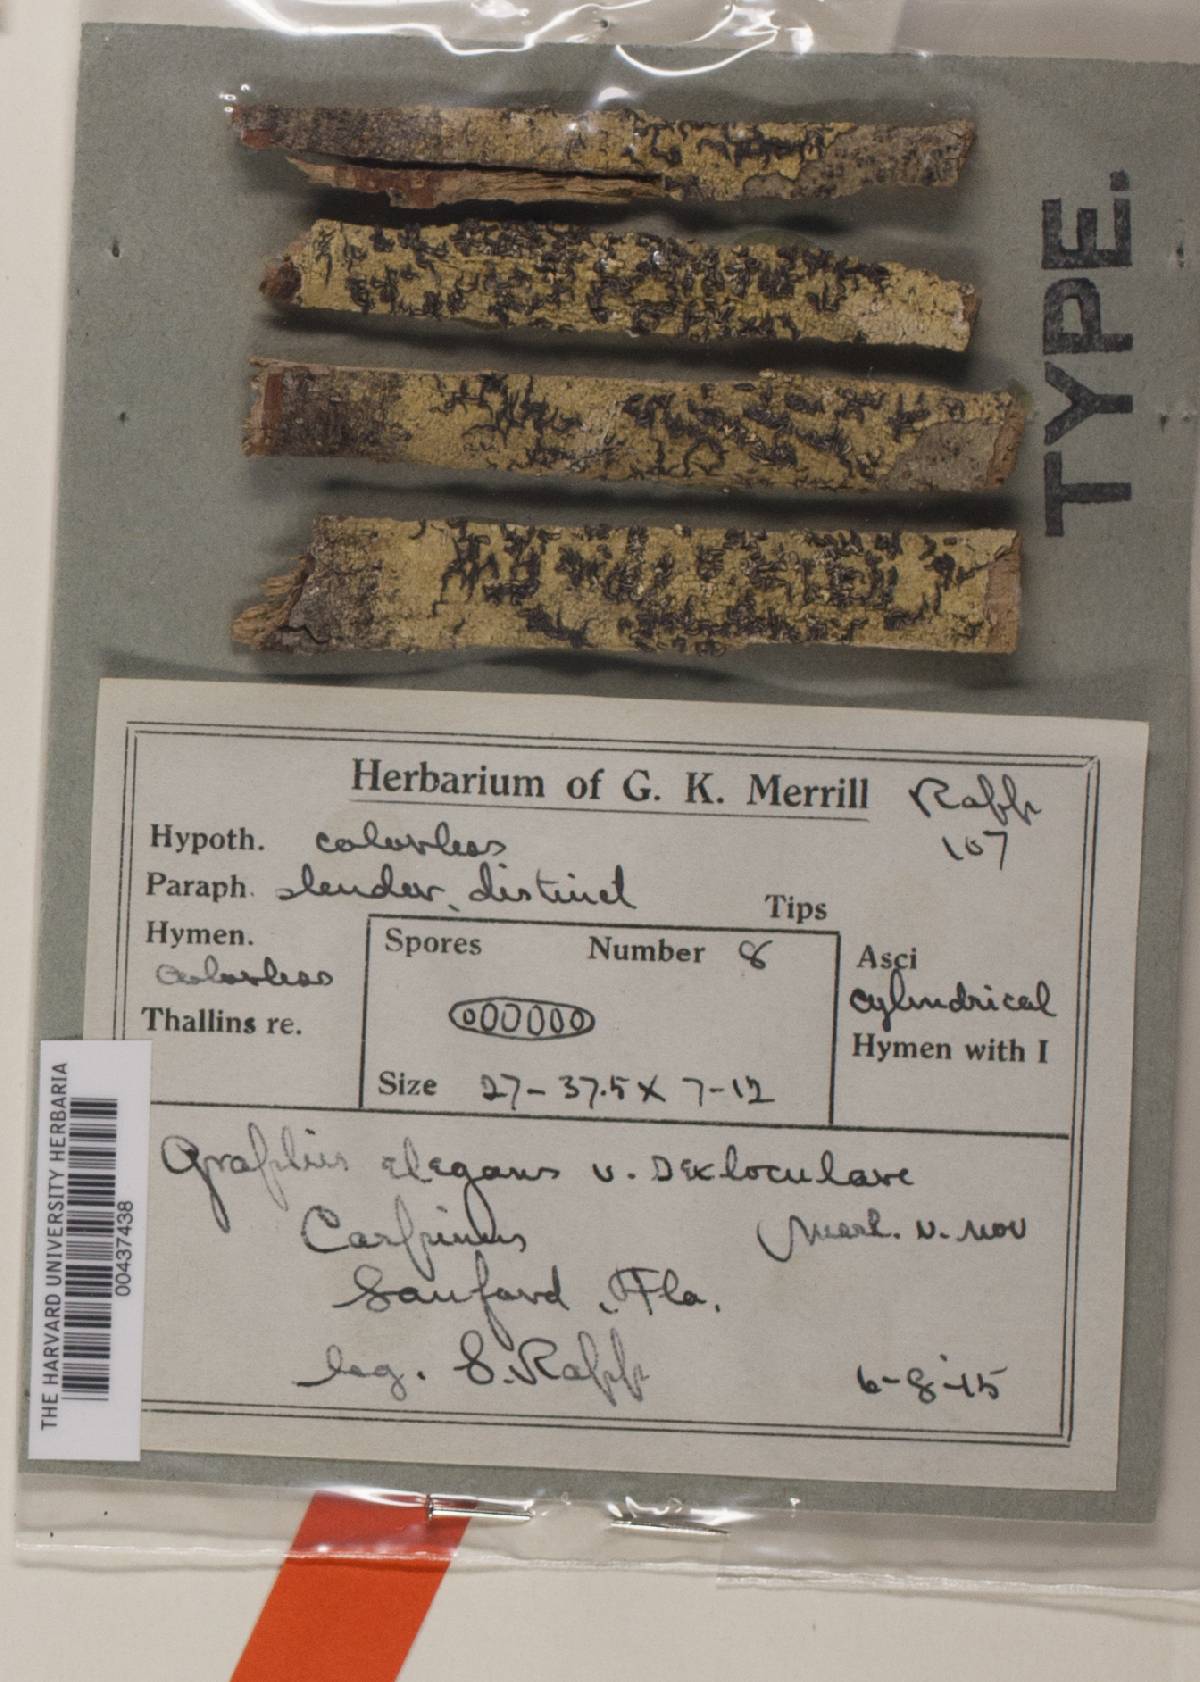 TYPE.
Herbarium of G. K. Merrill Rapp
107
Hypoth. colorless
Paraph. slender, distinct
Tips
Hymen.
colorless
Spores Number 8
Asci
cylindrical
Thallins re.
Hymen with I
Size 27-37.5 X 7-12
Graphis elegans v. sexloculare
Carpinus Merr. v. nov
Sanford, Fla.
leg. S. Rapp 6-8-15
THE HARVARD UNIVERSITY HERBARIA
00437438